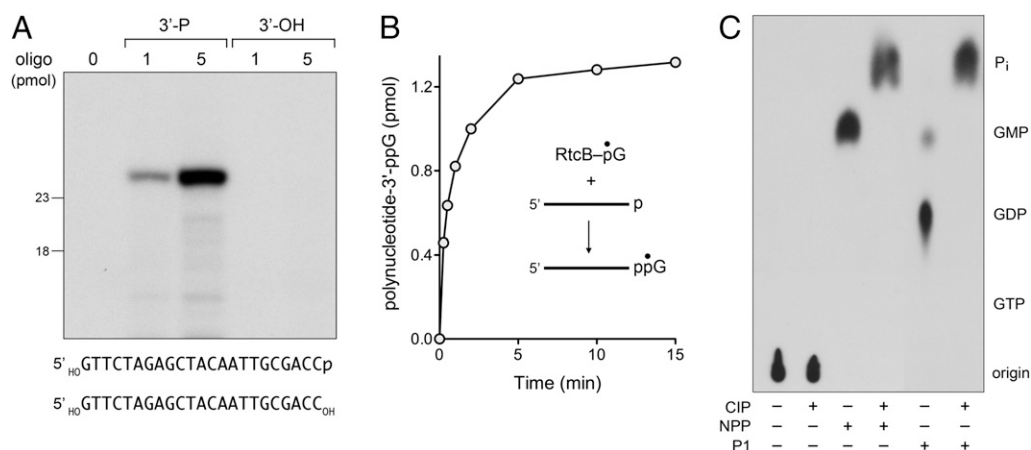 A
3'-P 3'-OH
oligo (pmol) 0 1 5 1 5
23
18
5' HOGTTCTAGAGCTACAATTGCGACCp
5' HOGTTCTAGAGCTACAATTGCGACCOH
B
polynucleotide-3'-ppG (pmol)
1.2
0.8
0.4
0.0
0 5 10 15
Time (min)
RtcB–pG
+
5' p
5' ppG
C
Pi
GMP
GDP
GTP
origin
CIP – + – + – +
NPP – – + + – –
P1 – – – – + +